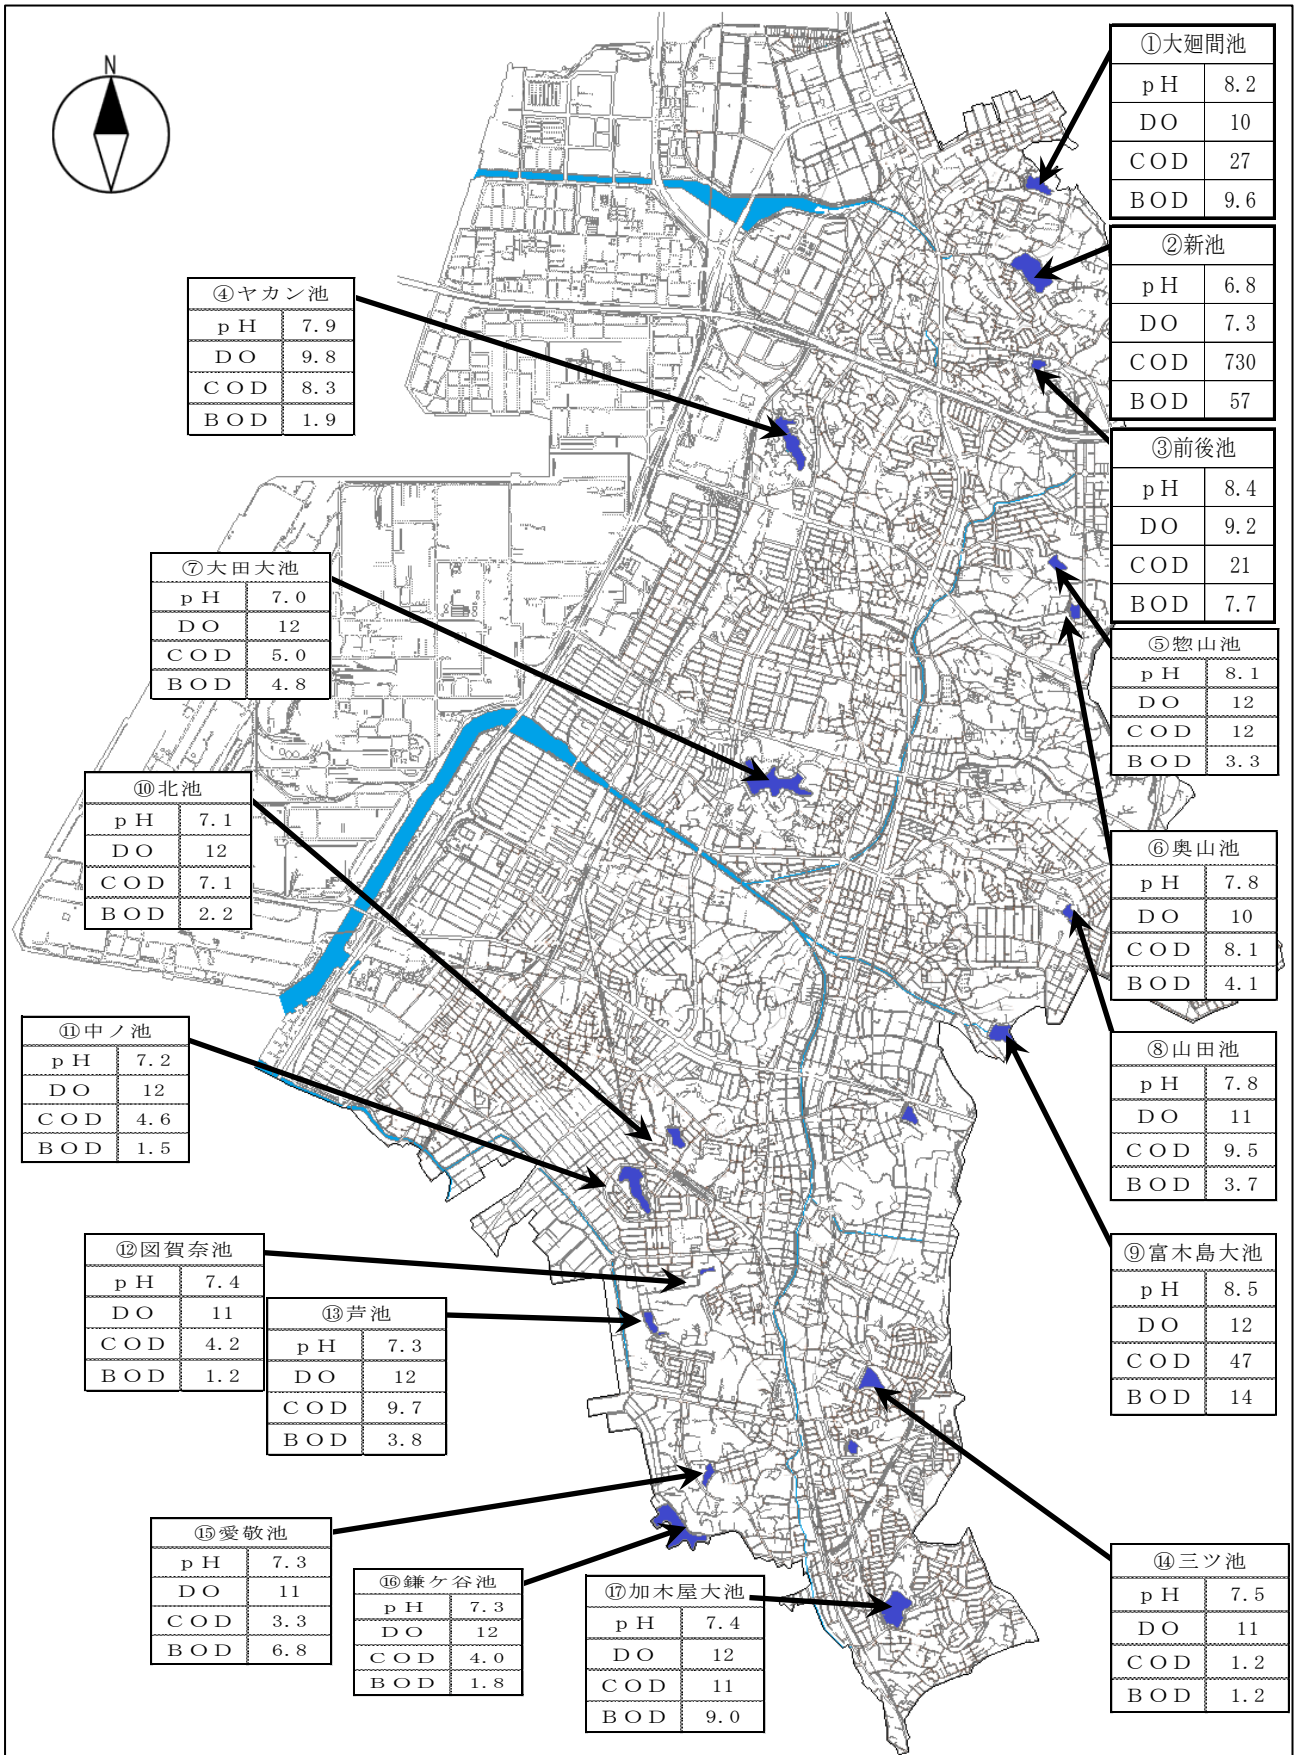 N
①大廻間池
pH 8.2
DO 10
COD 27
BOD 9.6
②新池
pH 6.8
DO 7.3
COD 730
BOD 57
③前後池
pH 8.4
DO 9.2
COD 21
BOD 7.7
④ヤカン池
pH 7.9
DO 9.8
COD 8.3
BOD 1.9
⑤惣山池
pH 8.1
DO 12
COD 12
BOD 3.3
⑥奥山池
pH 7.8
DO 10
COD 8.1
BOD 4.1
⑦大田大池
pH 7.0
DO 12
COD 5.0
BOD 4.8
⑧山田池
pH 7.8
DO 11
COD 9.5
BOD 3.7
⑨富木島大池
pH 8.5
DO 12
COD 47
BOD 14
⑩北池
pH 7.1
DO 12
COD 7.1
BOD 2.2
⑪中ノ池
pH 7.2
DO 12
COD 4.6
BOD 1.5
⑫図賀奈池
pH 7.4
DO 11
COD 4.2
BOD 1.2
⑬芦池
pH 7.3
DO 12
COD 9.7
BOD 3.8
⑭三ツ池
pH 7.5
DO 11
COD 1.2
BOD 1.2
⑮愛敬池
pH 7.3
DO 11
COD 3.3
BOD 6.8
⑯鎌ケ谷池
pH 7.3
DO 12
COD 4.0
BOD 1.8
⑰加木屋大池
pH 7.4
DO 12
COD 11
BOD 9.0